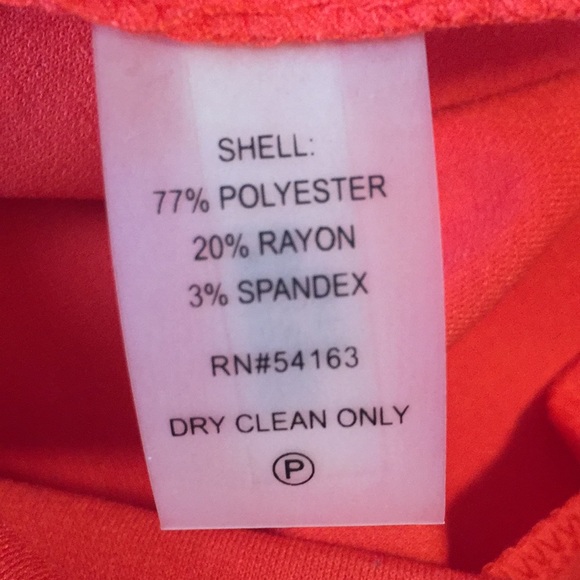 SHELL:
77% POLYESTER
20% RAYON
3% SPANDEX
RN#54163
DRY CLEAN ONLY
P